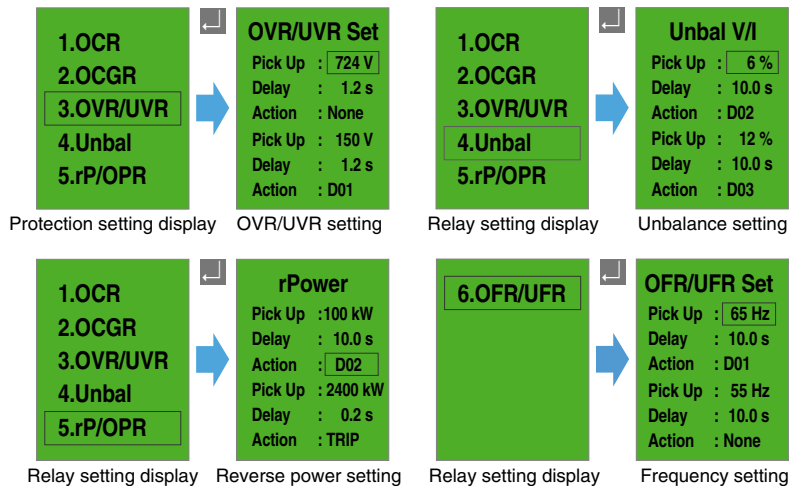 1.OCR
2.OCGR
3.OVR/UVR
4.Unbal
5.rP/OPR
Protection setting display
OVR/UVR Set
Pick Up : 724 V
Delay : 1.2 s
Action : None
Pick Up : 150 V
Delay : 1.2 s
Action : D01
OVR/UVR setting
1.OCR
2.OCGR
3.OVR/UVR
4.Unbal
5.rP/OPR
Relay setting display
Unbal V/I
Pick Up : 6 %
Delay : 10.0 s
Action : D02
Pick Up : 12 %
Delay : 10.0 s
Action : D03
Unbalance setting
1.OCR
2.OCGR
3.OVR/UVR
4.Unbal
5.rP/OPR
Relay setting display
rPower
Pick Up :100 kW
Delay : 10.0 s
Action : D02
Pick Up : 2400 kW
Delay : 0.2 s
Action : TRIP
Reverse power setting
6.OFR/UFR
Relay setting display
OFR/UFR Set
Pick Up : 65 Hz
Delay : 10.0 s
Action : D01
Pick Up : 55 Hz
Delay : 10.0 s
Action : None
Frequency setting